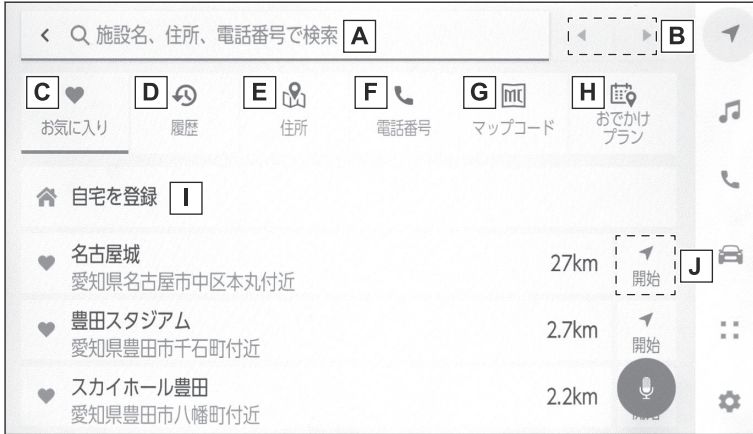 施設名、住所、電話番号で検索 A
B
C
D
E
F
G
H
お気に入り
履歴
住所
電話番号
マップコード
おでかけ
プラン
自宅を登録 I
名古屋城
愛知県名古屋市中区本丸付近
27km
開始
J
豊田スタジアム
愛知県豊田市千石町付近
2.7km
開始
スカイホール豊田
愛知県豊田市八幡町付近
2.2km